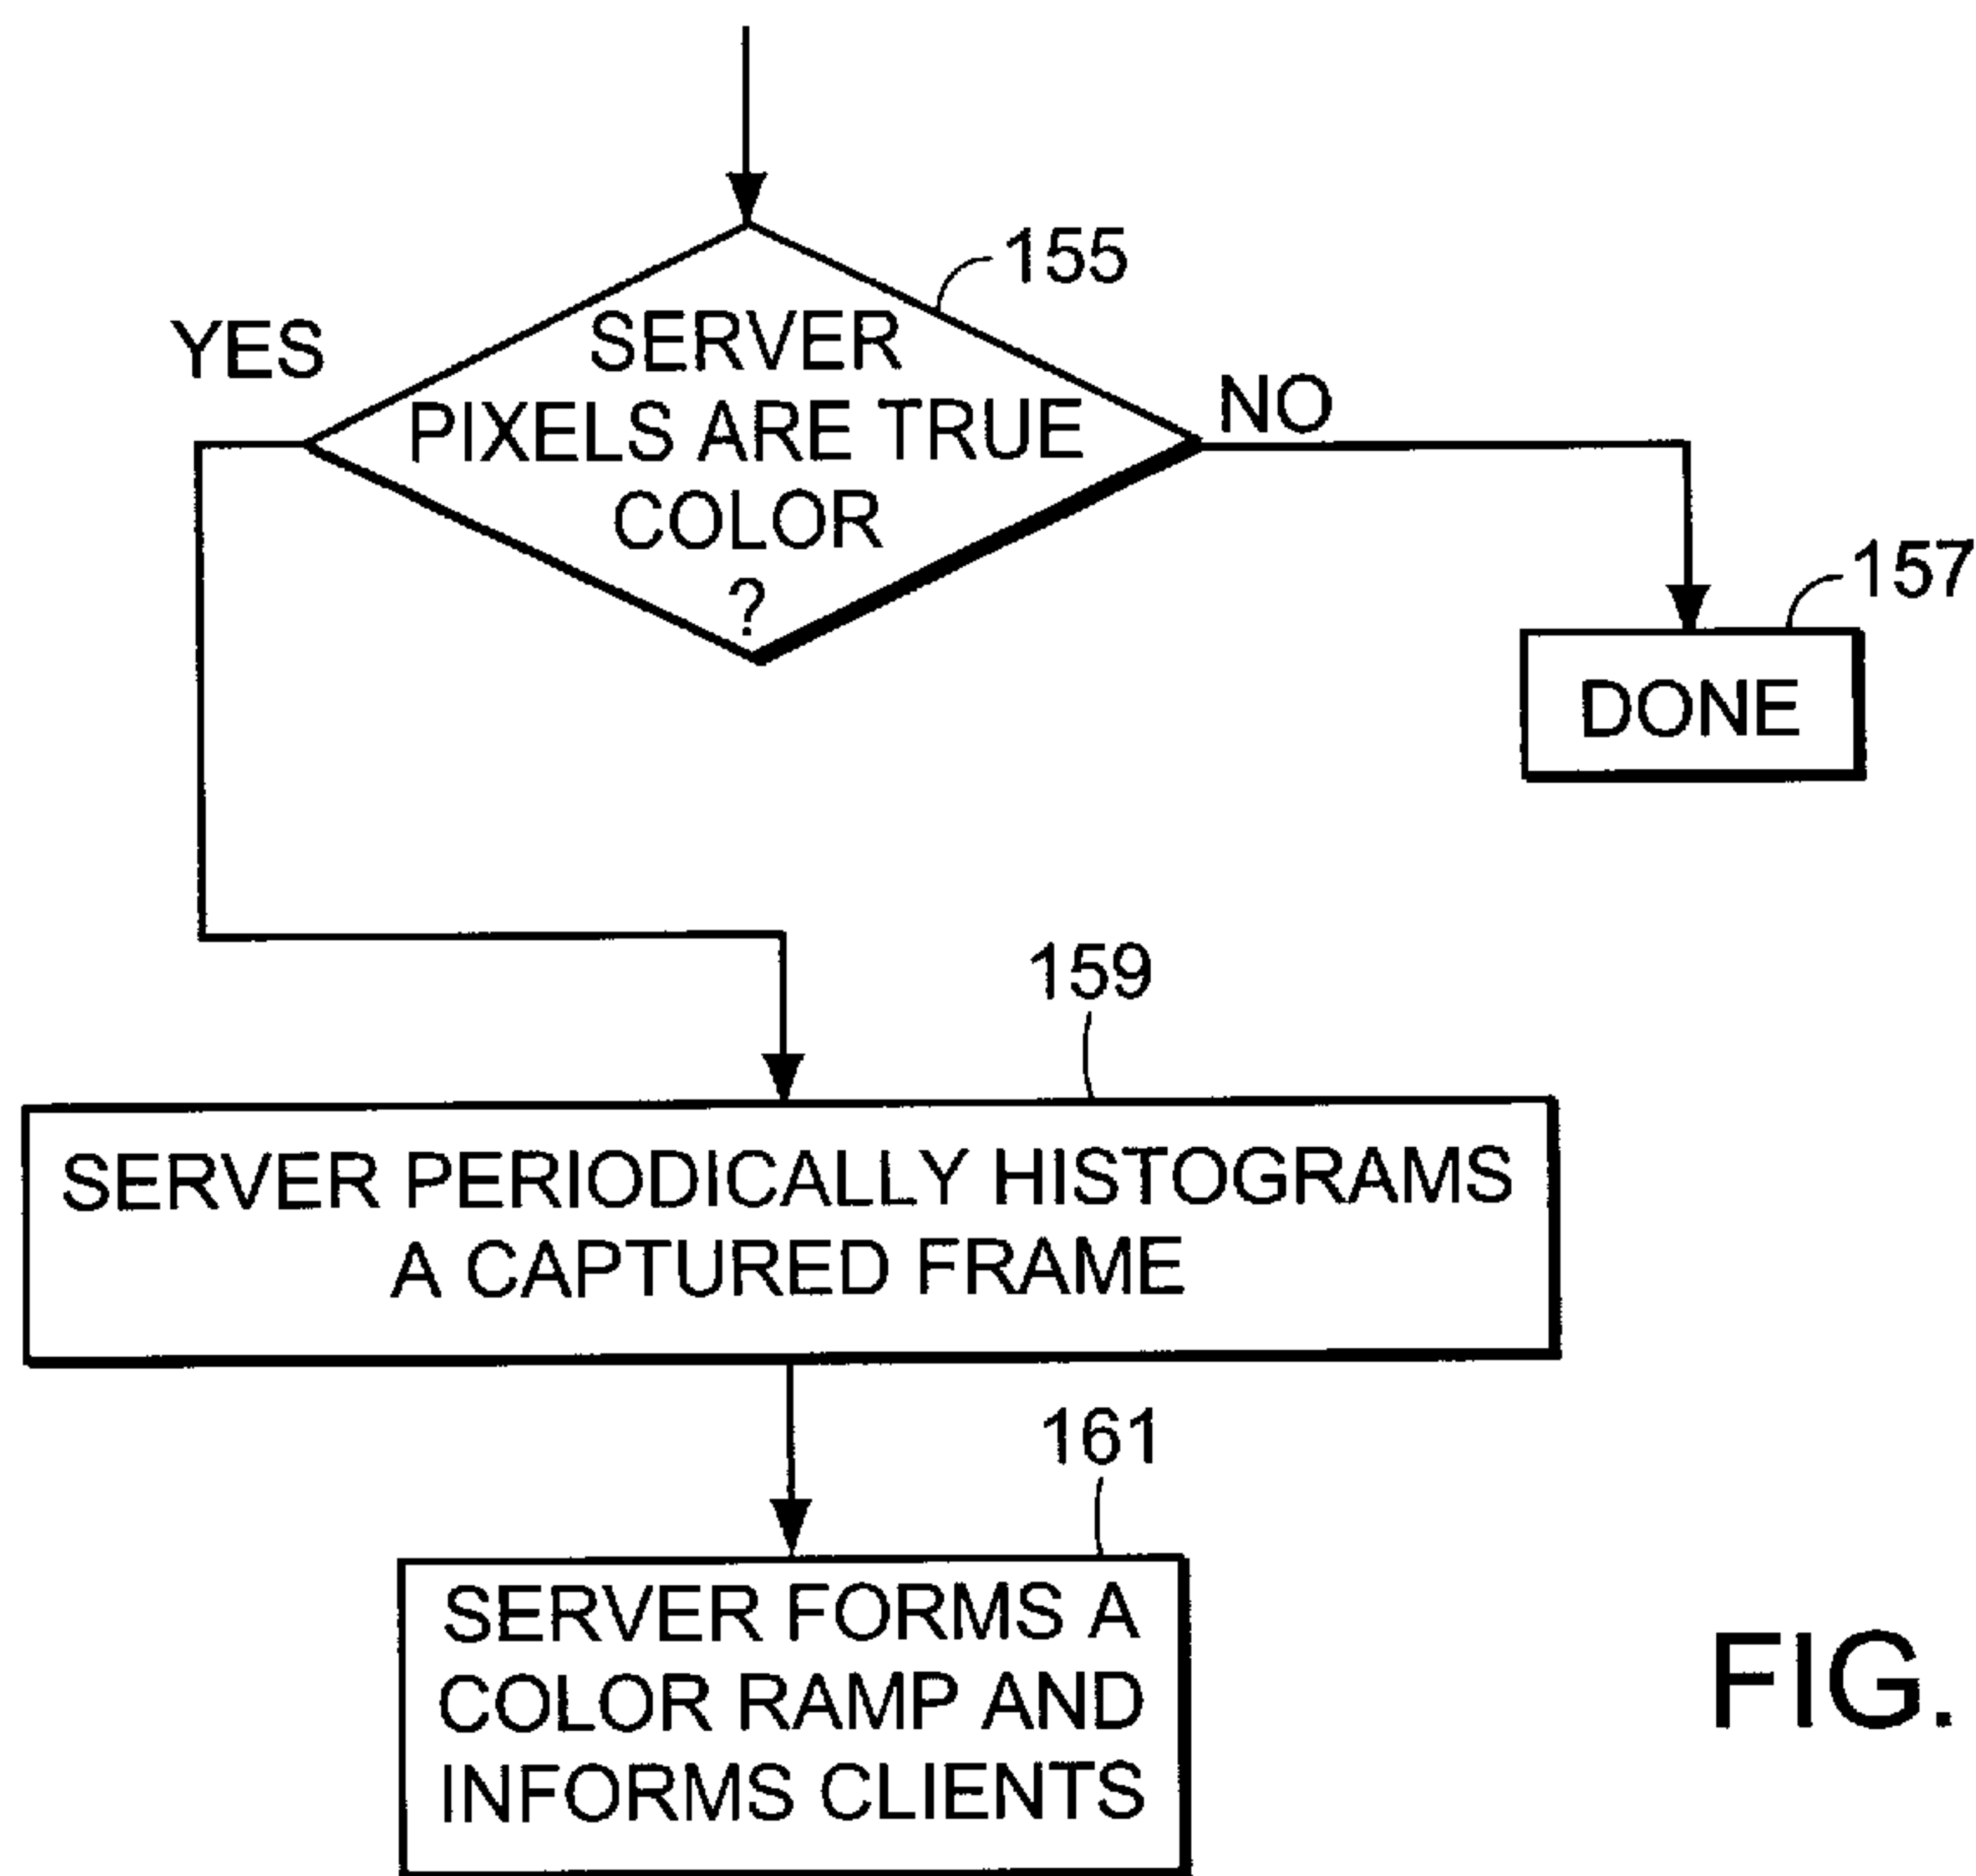 155
YES
SERVER
PIXELS ARE TRUE
COLOR
?
NO
157
DONE
159
SERVER PERIODICALLY HISTOGRAMS
A CAPTURED FRAME
161
SERVER FORMS A
COLOR RAMP AND
INFORMS CLIENTS
FIG.